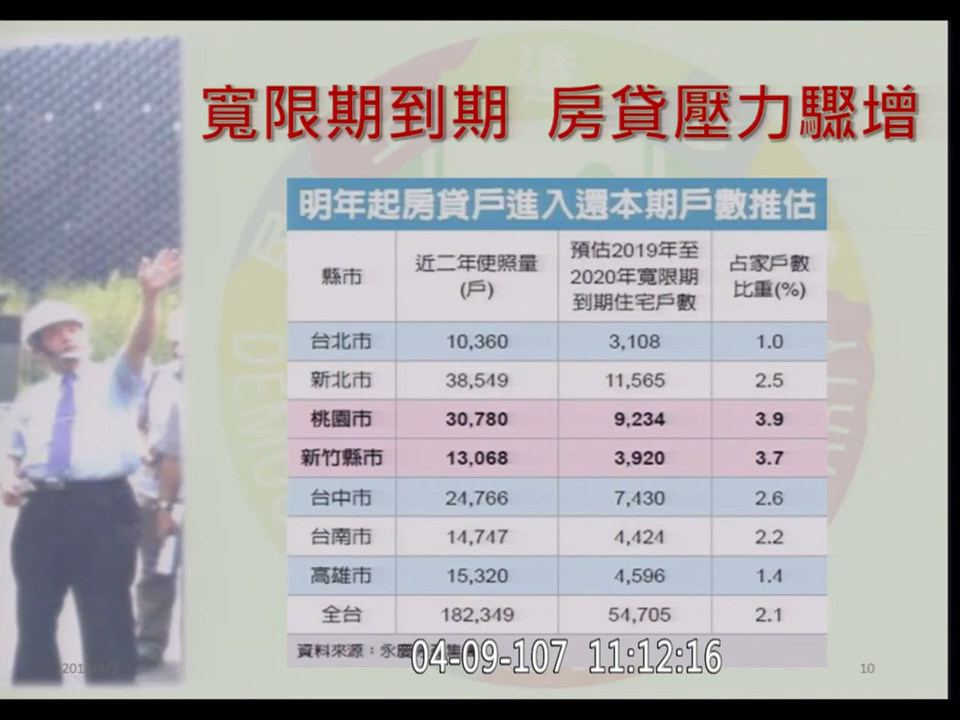 寬限期到期 房貸壓力驟增
明年起房貸戶進入還本期戶數推估
縣市 近二年使照量(戶) 預估2019年至2020年寬限期到期住宅戶數 占家戶數比重(%)
台北市 10,360 3,108 1.0
新北市 38,549 11,565 2.5
桃園市 30,780 9,234 3.9
新竹縣市 13,068 3,920 3.7
台中市 24,766 7,430 2.6
台南市 14,747 4,424 2.2
高雄市 15,320 4,596 1.4
全台 182,349 54,705 2.1
資料來源：永慶
04-09-107 11:12:16
10